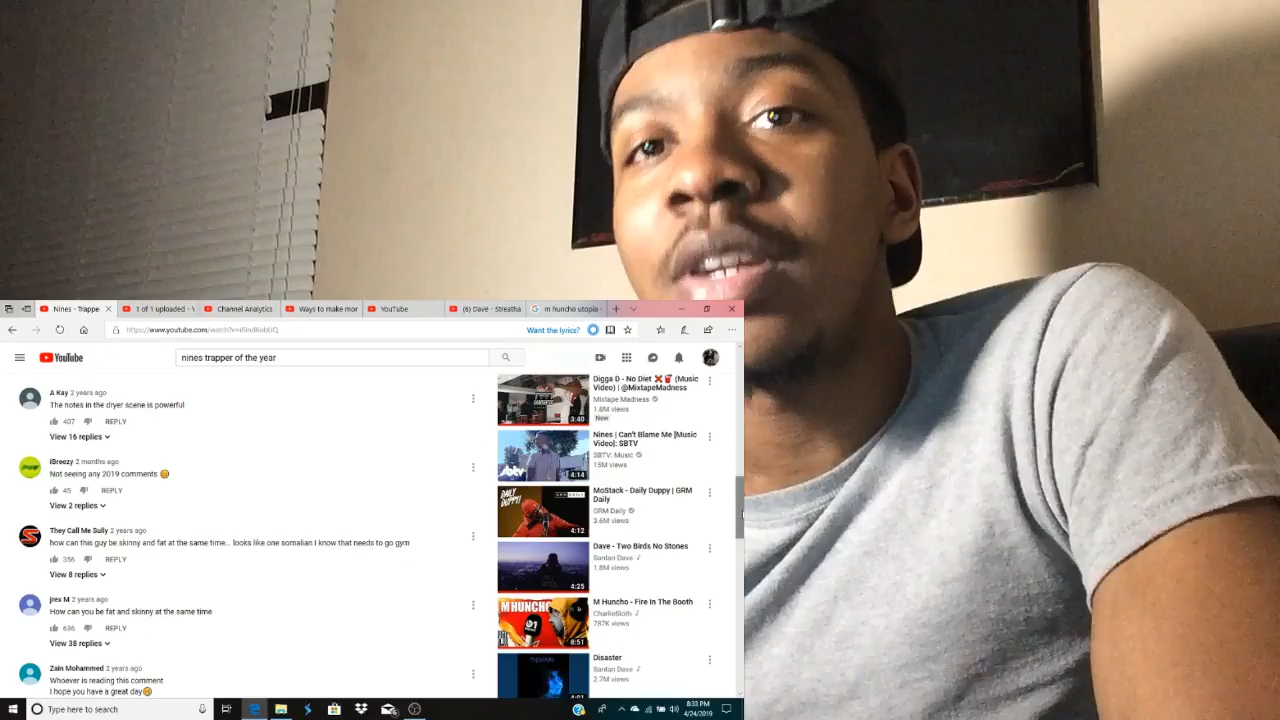 Nines - Trappe
1 of 1 uploaded - Y
Channel Analytics
Ways to make mor
YouTube
(6) Dave - Streatha
m huncho utopia -
Want the lyrics?
YouTube
nines trapper of the year
A Kay 2 years ago
The notes in the dryer scene is powerful
407 REPLY
View 16 replies
iBreezy 2 months ago
Not seeing any 2019 comments
45 REPLY
View 2 replies
They Call Me Sully 2 years ago
how can this guy be skinny and fat at the same time... looks like one somalian I know that needs to go gym
356 REPLY
View 8 replies
jrex M 2 years ago
How can you be fat and skinny at the same time
636 REPLY
View 38 replies
Zain Mohammed 2 years ago
Whoever is reading this comment
I hope you have a great day
3:40
Digga D - No Diet ❌🥤 (Music
Video) | @MixtapeMadness
Mixtape Madness
1.8M views
New
sbtv
4:14
Nines | Can't Blame Me [Music
Video]: SBTV
SBTV: Music
15M views
DAILY
DUPPY!
GRM DAILY
4:12
MoStack - Daily Duppy | GRM
Daily
GRM Daily
3.6M views
4:25
Dave - Two Birds No Stones
Santan Dave
1.8M views
M HUNCHO
8:51
M Huncho - Fire In The Booth
CharlieSloth
787K views
4:01
Disaster
Santan Dave
2.7M views
Type here to search
8:33 PM
4/24/2019